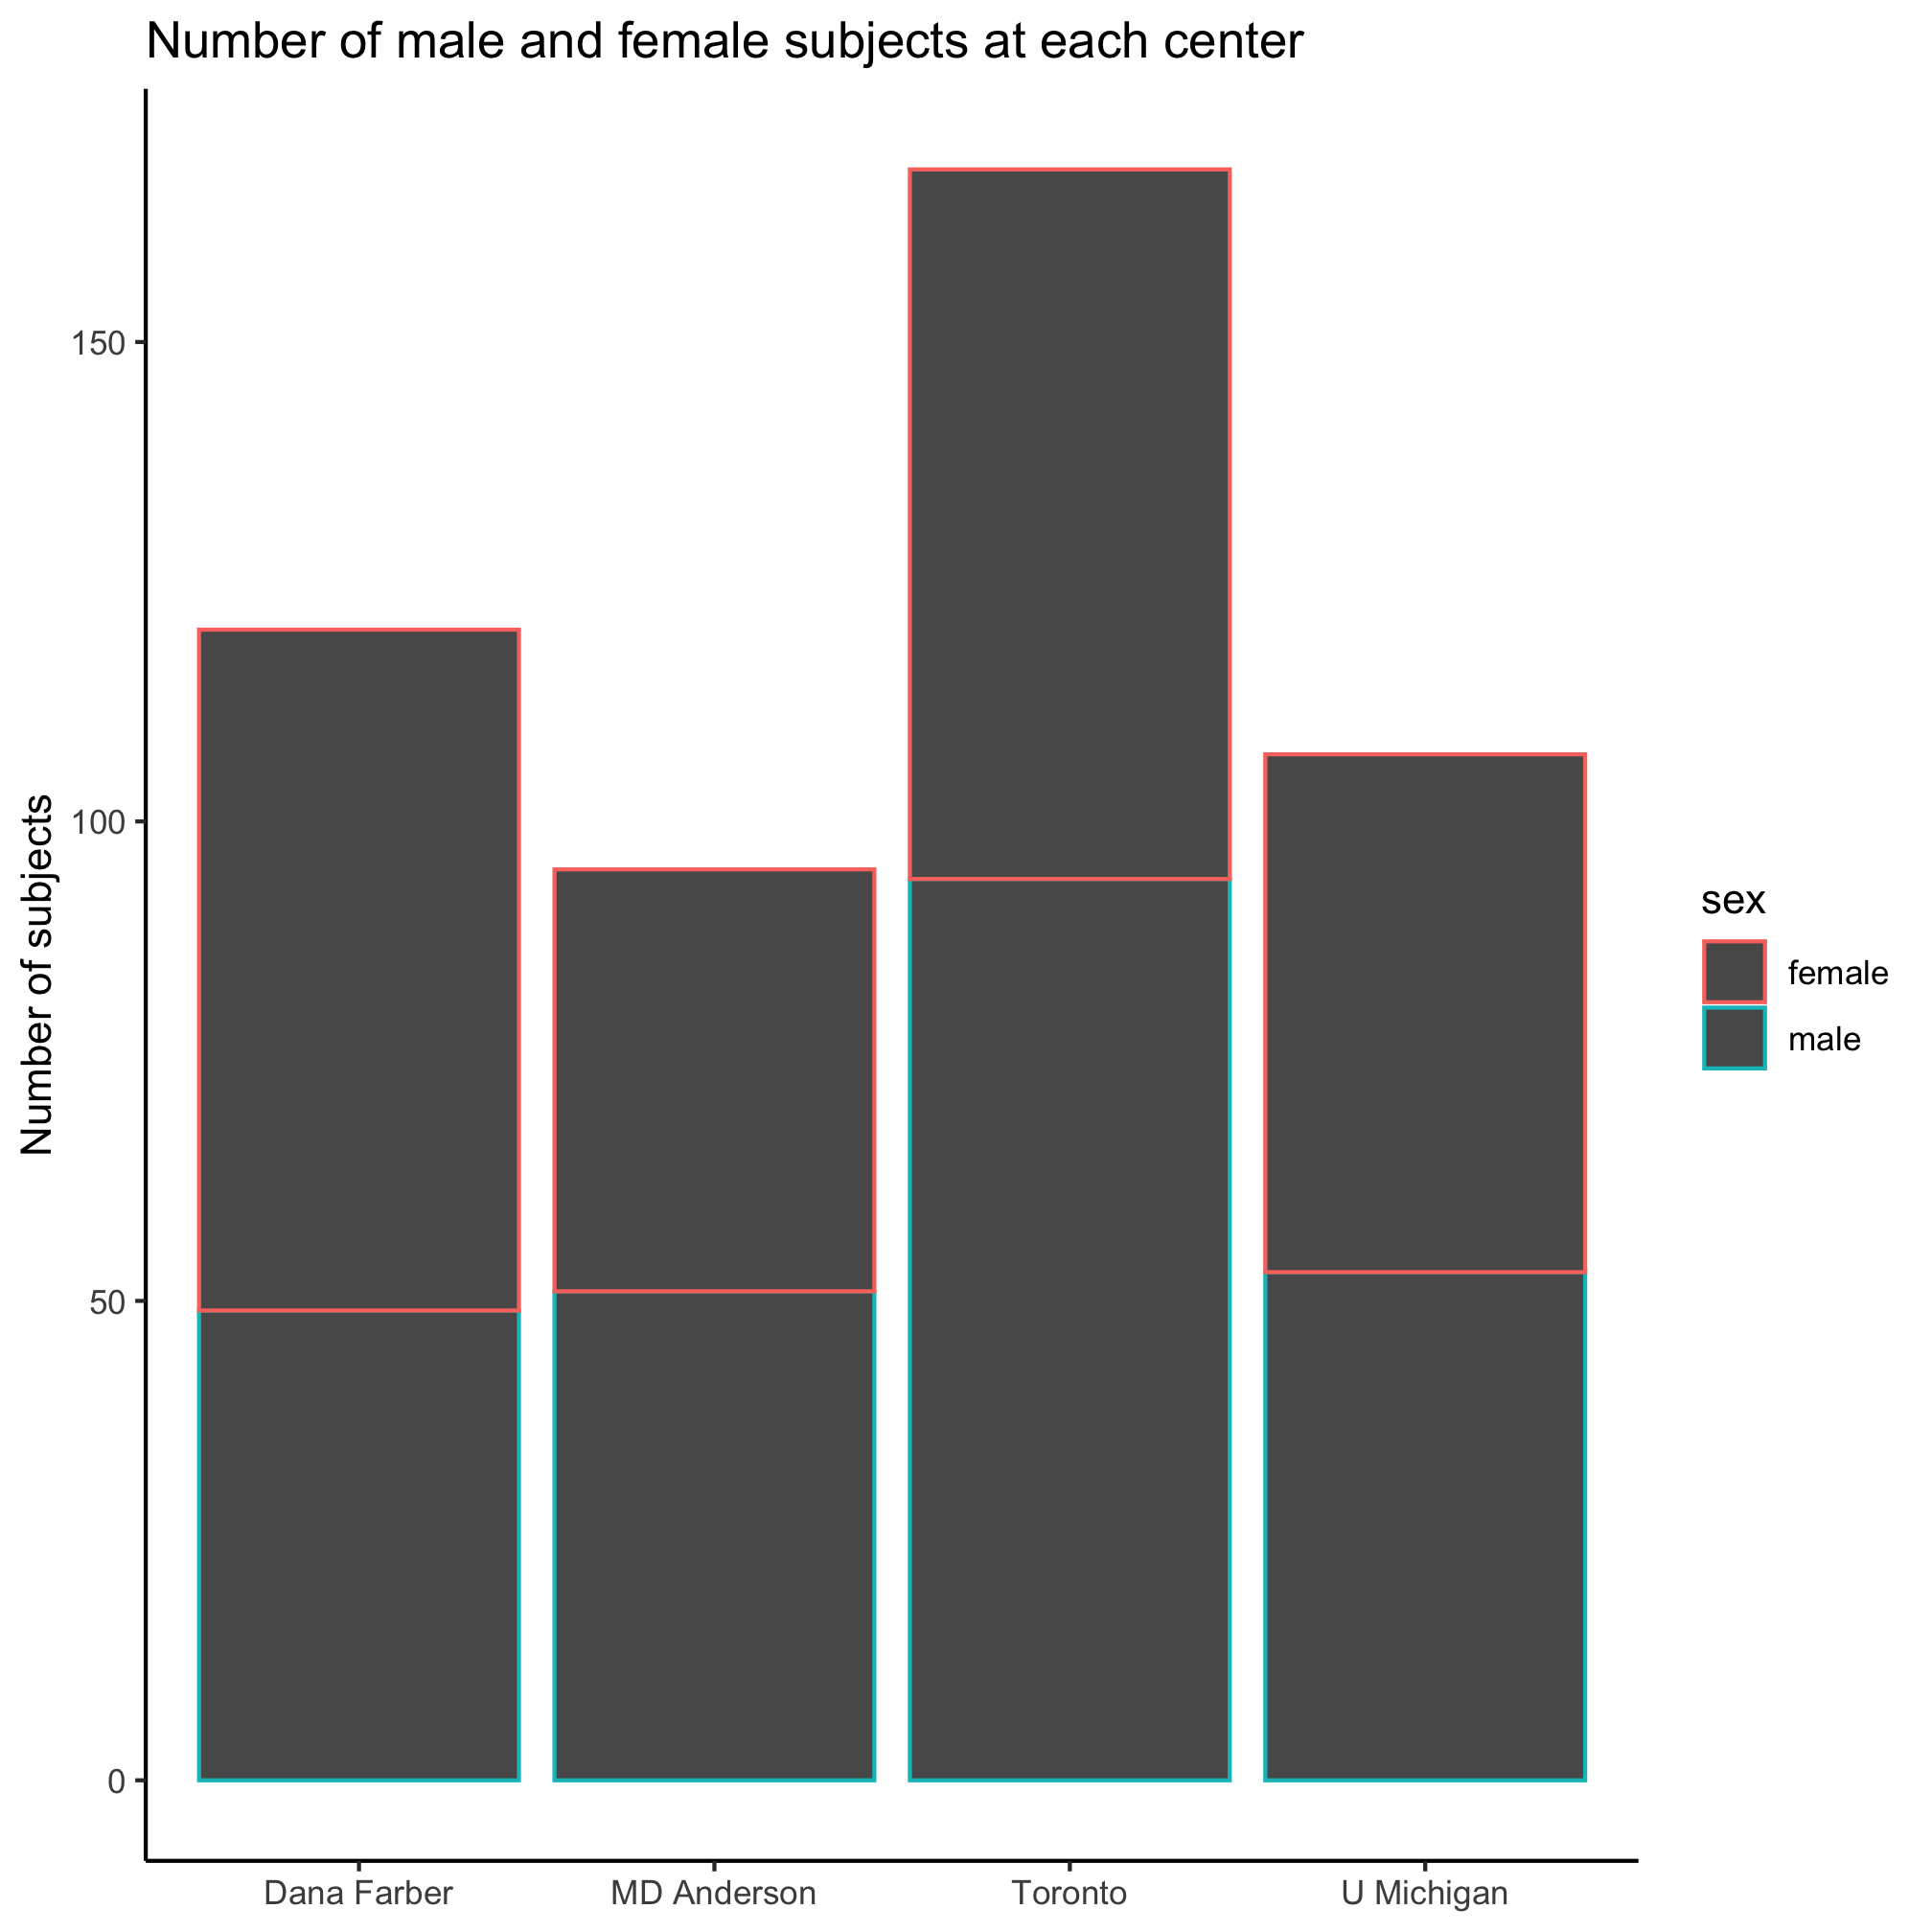 Number of male and female subjects at each center
Number of subjects
150
100
50
0
Dana Farber
MD Anderson
Toronto
U Michigan
sex
female
male